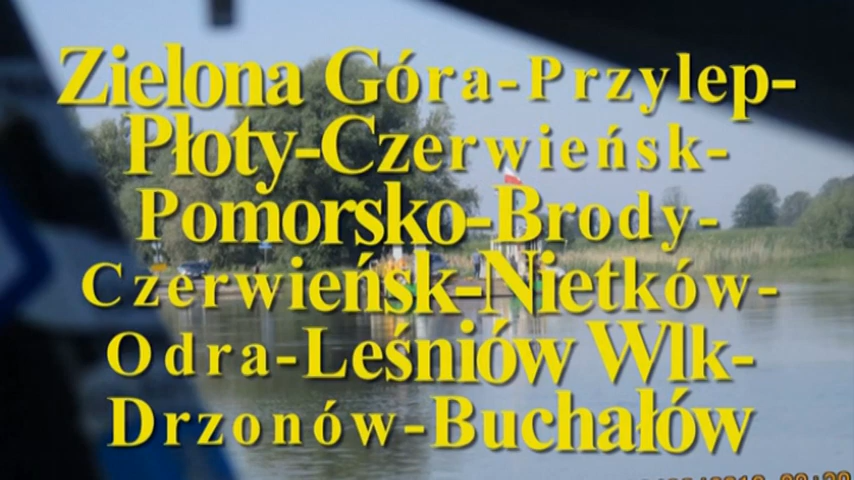 Zielona Góra-Przylep-
Płoty-Czerwieńsk-
Pomorsko-Brody-
Czerwieńsk-Nietków-
Odra-Leśniów Wlk-
Drzonów-Buchałów